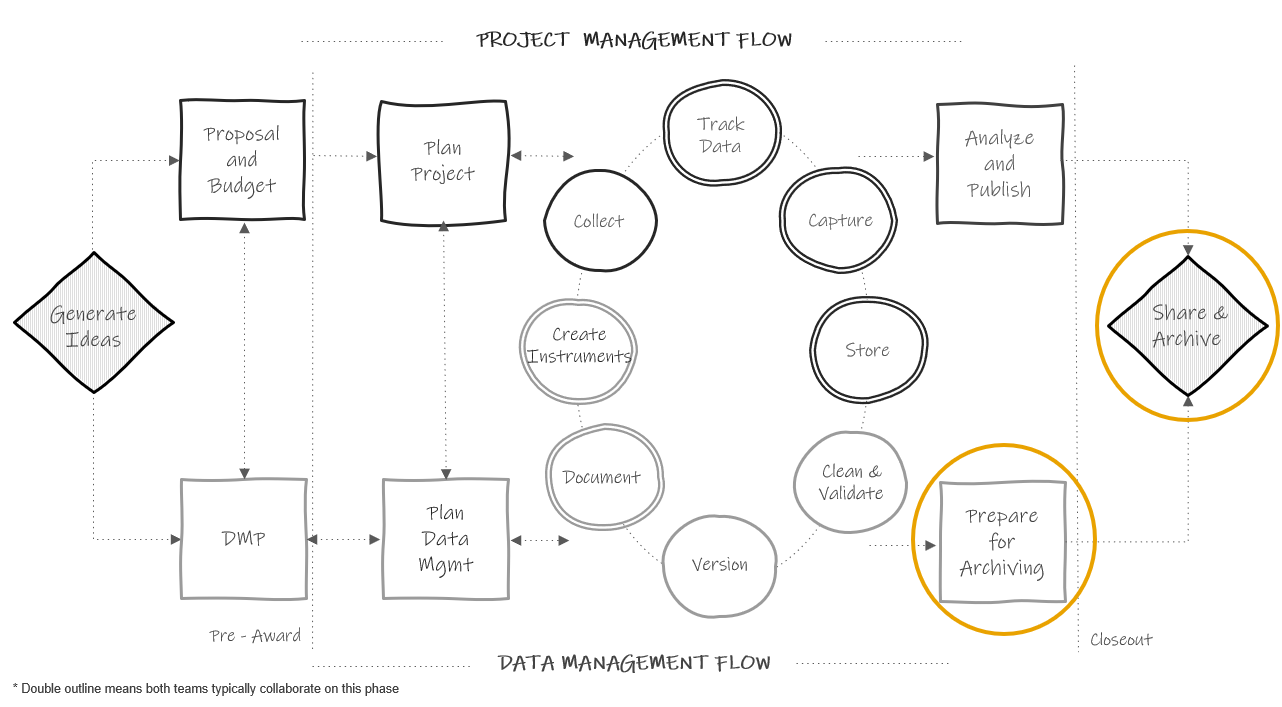 PROJECT MANAGEMENT FLOW
Proposal
and
Budget
Plan
Project
Track
Data
Analyze
and
Publish
Collect
Capture
Generate
Ideas
Create
Instruments
Store
Share &
Archive
Document
Clean &
Validate
DMP
Plan
Data
Mgmt
Version
Prepare
for
Archiving
Pre - Award
Closeout
DATA MANAGEMENT FLOW
* Double outline means both teams typically collaborate on this phase